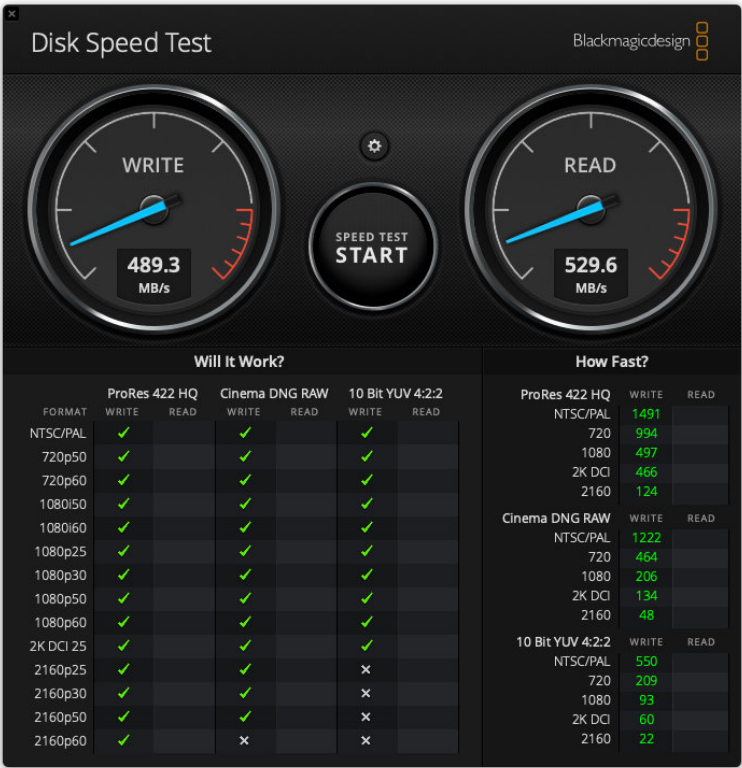 Disk Speed Test
Blackmagicdesign
WRITE
489.3
MB/s
SPEED TEST
START
READ
529.6
MB/s
Will It Work?
ProRes 422 HQ Cinema DNG RAW 10 Bit YUV 4:2:2
FORMAT WRITE READ WRITE READ WRITE READ
NTSC/PAL ✓ ✓ ✓
720p50 ✓ ✓ ✓
720p60 ✓ ✓ ✓
1080i50 ✓ ✓ ✓
1080i60 ✓ ✓ ✓
1080p25 ✓ ✓ ✓
1080p30 ✓ ✓ ✓
1080p50 ✓ ✓ ✓
1080p60 ✓ ✓ ✓
2K DCI 25 ✓ ✓ ✓
2160p25 ✓ ✓ ×
2160p30 ✓ ✓ ×
2160p50 ✓ ✓ ×
2160p60 ✓ × ×
How Fast?
ProRes 422 HQ WRITE READ
NTSC/PAL 1491
720 994
1080 497
2K DCI 466
2160 124
Cinema DNG RAW WRITE READ
NTSC/PAL 1222
720 464
1080 206
2K DCI 134
2160 48
10 Bit YUV 4:2:2 WRITE READ
NTSC/PAL 550
720 209
1080 93
2K DCI 60
2160 22